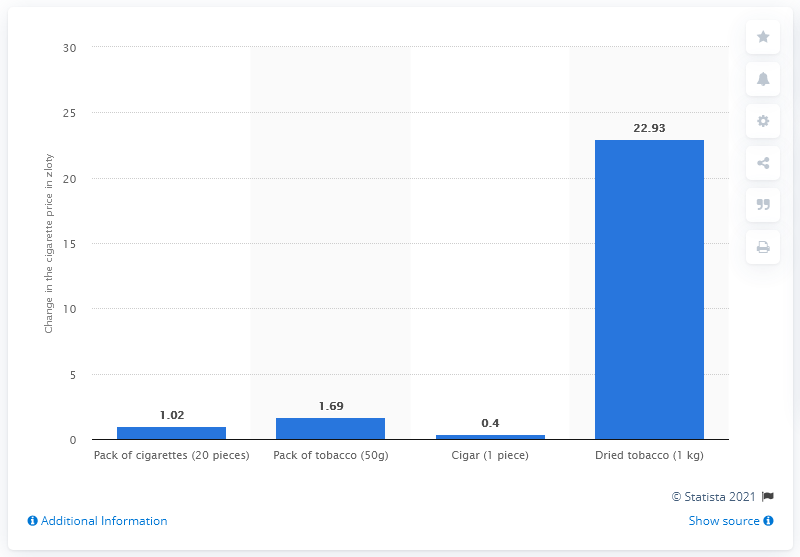 30
25
20
15
10
5
0
Change in the cigarette price in zloty
1.02
1.69
0.4
22.93
Pack of cigarettes (20 pieces)
Pack of tobacco (50g)
Cigar (1 piece)
Dried tobacco (1 kg)
© Statista 2021
Additional Information
Show source